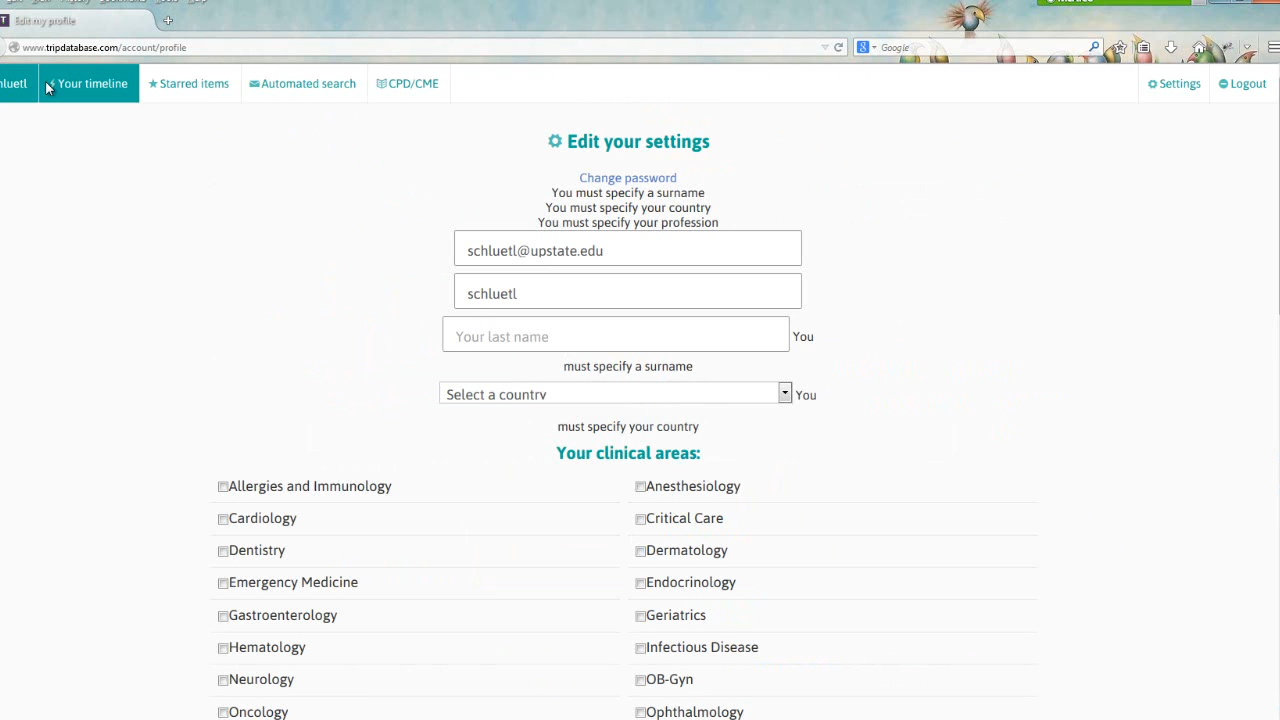 Edit my profile
www.tripdatabase.com/account/profile
Google
hluetl
Your timeline
Starred items
Automated search
CPD/CME
Settings
Logout
Edit your settings
Change password
You must specify a surname
You must specify your country
You must specify your profession
schluetl@upstate.edu
schluetl
Your last name
You
must specify a surname
Select a country
You
must specify your country
Your clinical areas:
Allergies and Immunology
Anesthesiology
Cardiology
Critical Care
Dentistry
Dermatology
Emergency Medicine
Endocrinology
Gastroenterology
Geriatrics
Hematology
Infectious Disease
Neurology
OB-Gyn
Oncology
Ophthalmology